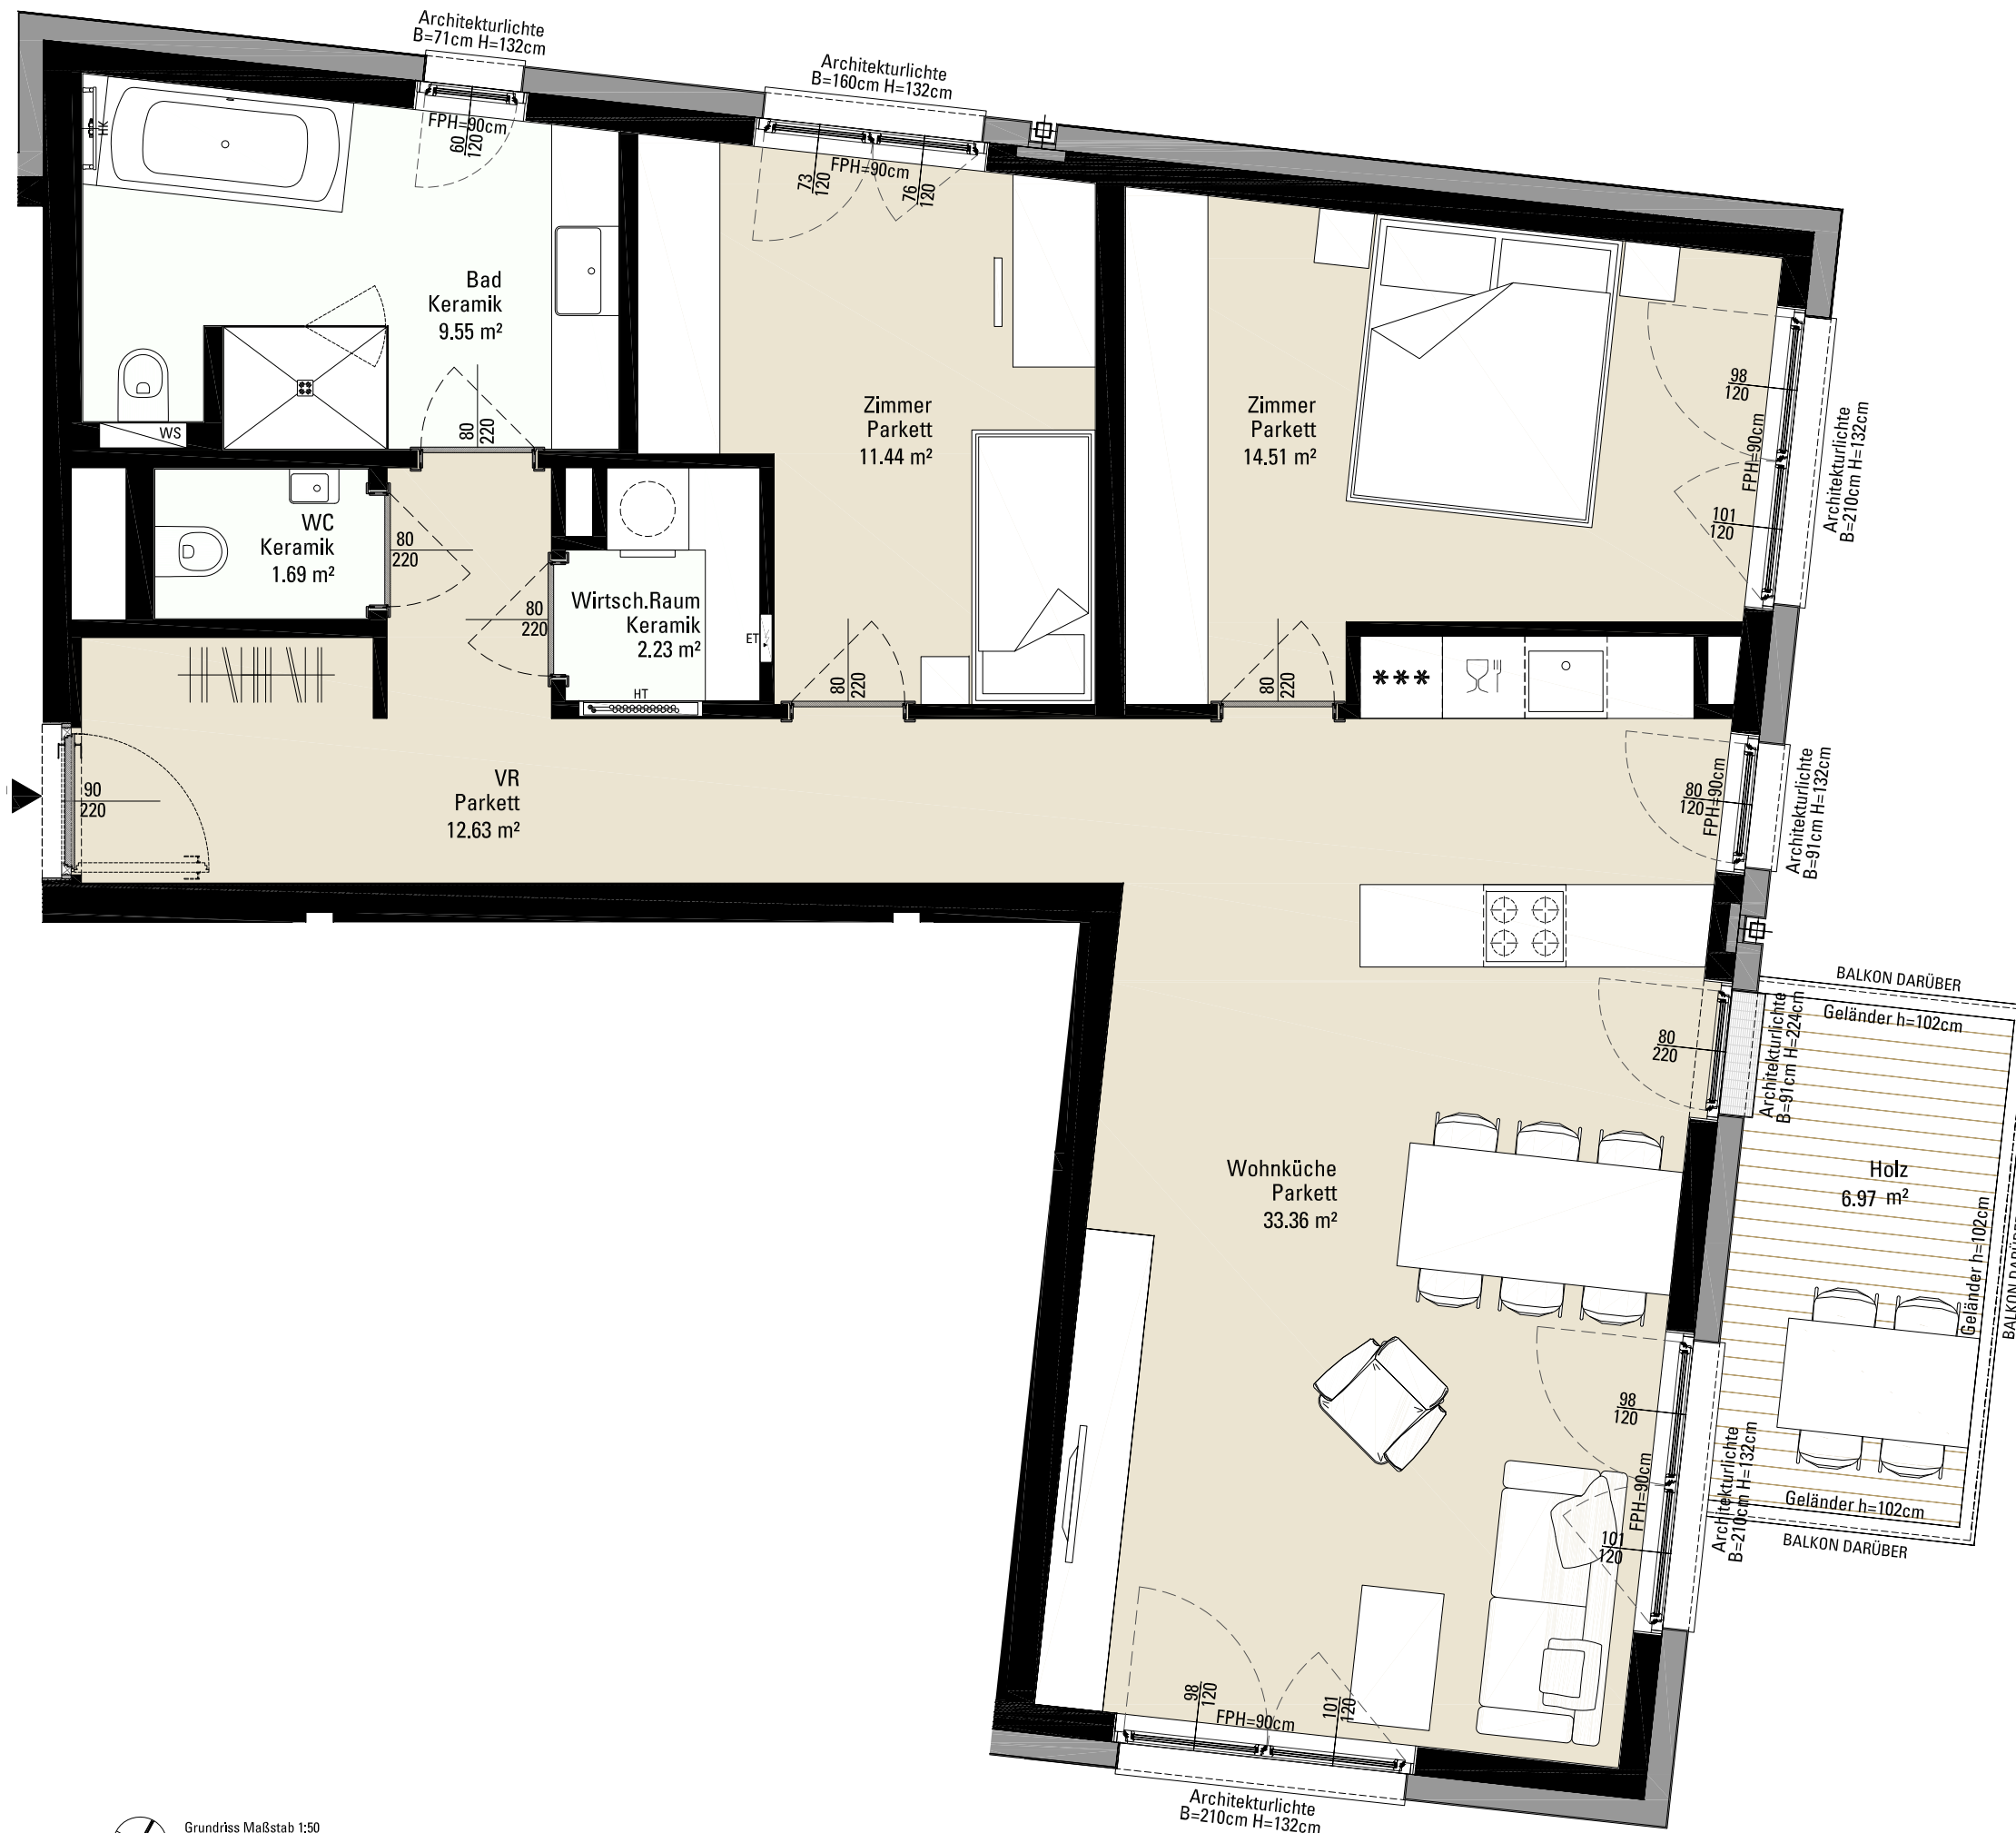 Architekturlichte
B=71cm H=132cm
Architekturlichte
B=160cm H=132cm
HK
FPH=90cm
60
120
FPH=90cm
73
120
76
120
Bad
Keramik
9.55 m²
Zimmer
Parkett
11.44 m²
Zimmer
Parkett
14.51 m²
98
120
FPH=90cm
101
120
Architekturlichte
B=210cm H=132cm
WS
80
220
WC
Keramik
1.69 m²
80
220
80
220
Wirtsch.Raum
Keramik
2.23 m²
ET
HT
80
220
80
220
***
90
220
VR
Parkett
12.63 m²
80
120
FPH=90cm
Architekturlichte
B=91cm H=132cm
BALKON DARÜBER
Geländer h=102cm
80
220
Architekturlichte
B=91cm H=224cm
Wohnküche
Parkett
33.36 m²
Holz
6.97 m²
Geländer h=102cm
BALKON DARÜBER
98
120
FPH=90cm
101
120
Architekturlichte
B=210cm H=132cm
Geländer h=102cm
BALKON DARÜBER
98
120
FPH=90cm
101
120
Architekturlichte
B=210cm H=132cm
Grundriss Maßstab 1:50